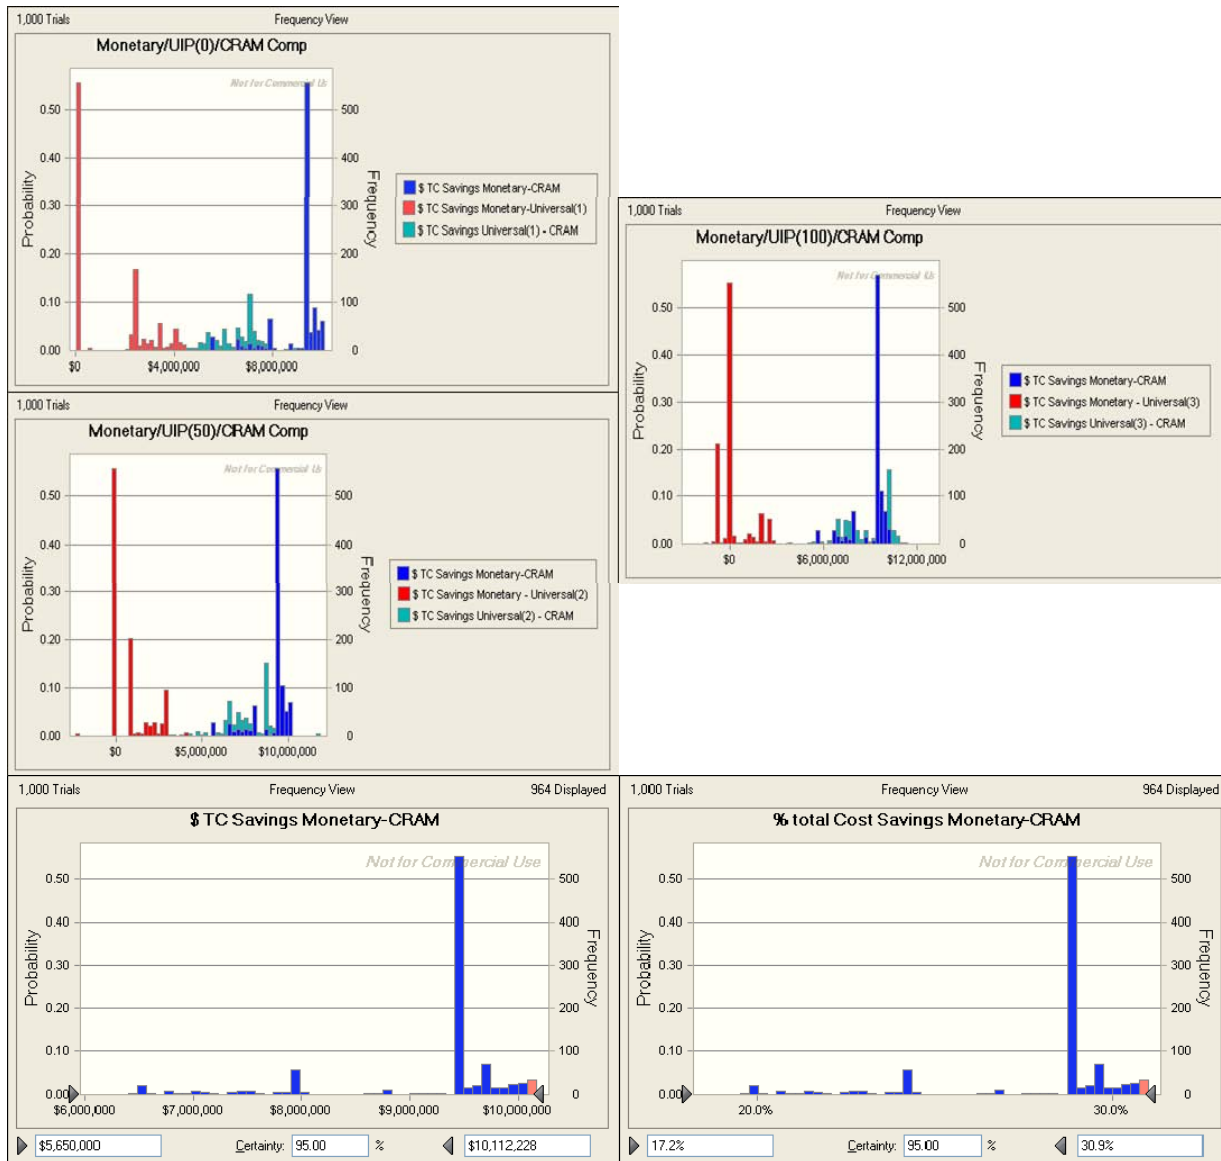 1,000 Trials Frequency View
Monetary/UIP(0)/CRAM Comp
Not for Commercial Us
Probability
0.50
0.40
0.30
0.20
0.10
0.00
500
400
300
200
100
0
Frequency
$0 $4,000,000 $8,000,000
$ TC Savings Monetary-CRAM
$ TC Savings Monetary-Universal(1)
$ TC Savings Universal(1) - CRAM
1,000 Trials Frequency View
Monetary/UIP(100)/CRAM Comp
Not for Commercial Us
Probability
0.50
0.40
0.30
0.20
0.10
0.00
500
400
300
200
100
0
Frequency
$0 $6,000,000 $12,000,000
$ TC Savings Monetary-CRAM
$ TC Savings Monetary - Universal(3)
$ TC Savings Universal(3) - CRAM
1,000 Trials Frequency View
Monetary/UIP(50)/CRAM Comp
Not for Commercial Us
Probability
0.50
0.40
0.30
0.20
0.10
0.00
500
400
300
200
100
0
Frequency
$0 $5,000,000 $10,000,000
$ TC Savings Monetary-CRAM
$ TC Savings Monetary - Universal(2)
$ TC Savings Universal(2) - CRAM
1,000 Trials Frequency View 964 Displayed
$ TC Savings Monetary-CRAM
Not for Commercial Use
Probability
0.50
0.40
0.30
0.20
0.10
0.00
500
400
300
200
100
0
Frequency
$6,000,000 $7,000,000 $8,000,000 $9,000,000 $10,000,000
$5,650,000 Certainty: 95.00 % $10,112,228
1,000 Trials Frequency View 964 Displayed
% total Cost Savings Monetary-CRAM
Not for Commercial Use
Probability
0.50
0.40
0.30
0.20
0.10
0.00
500
400
300
200
100
0
Frequency
20.0% 30.0%
17.2% Certainty: 95.00 % 30.9%